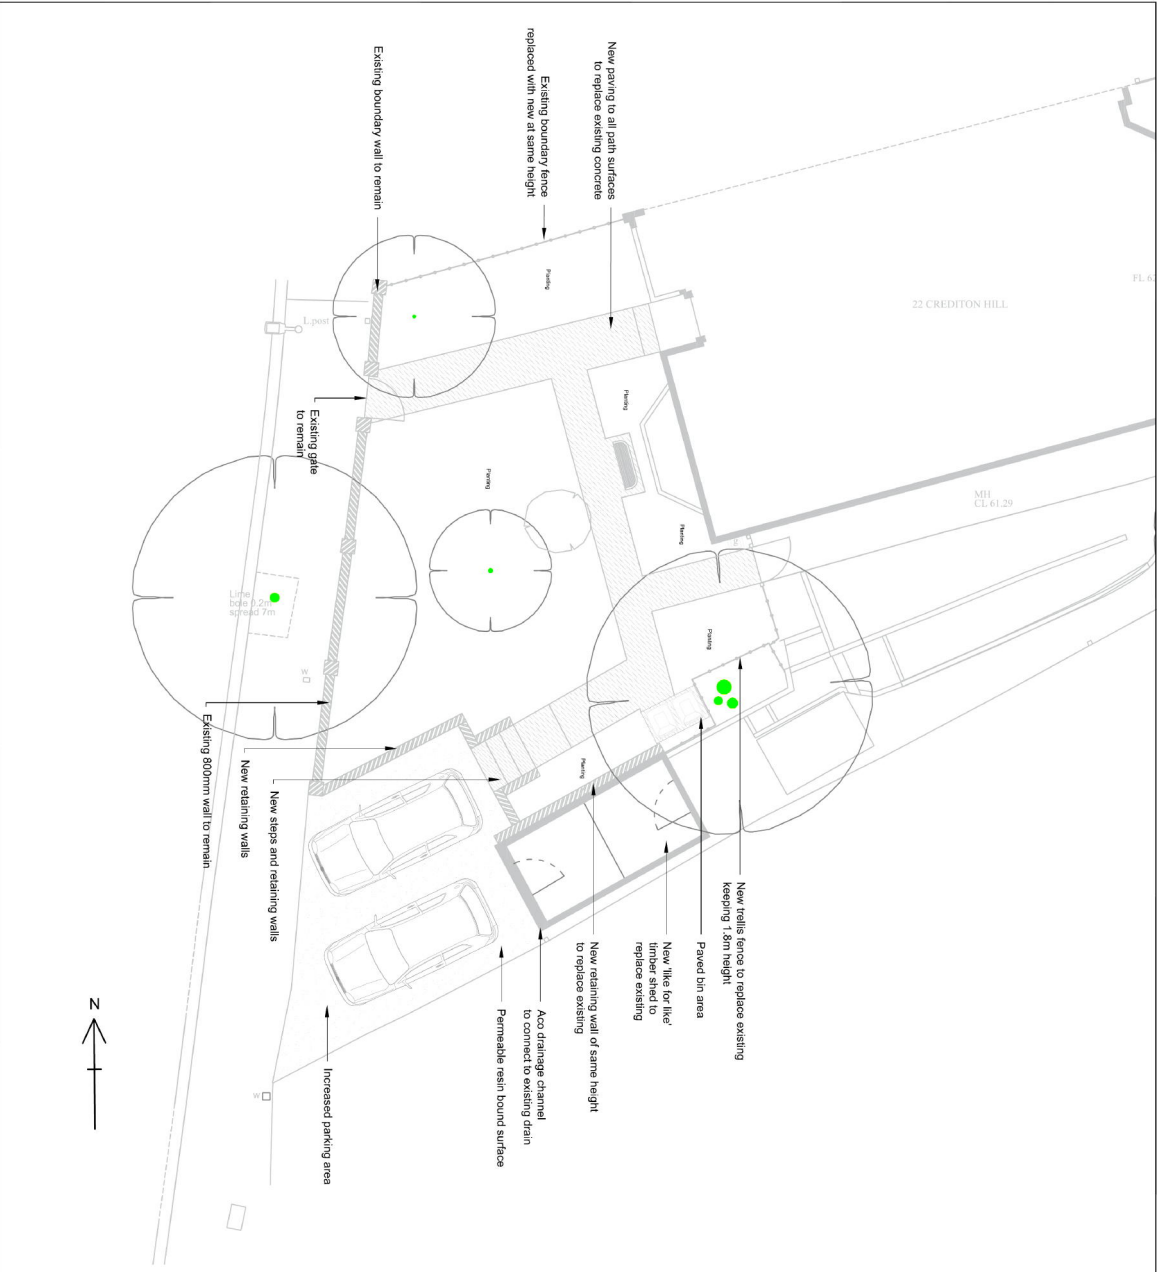 New paving to all path surfaces
to replace existing concrete
Existing boundary fence
replaced with new at same height
Existing boundary wall to remain
Planting
FL 62
22 CREDITON HILL
L.post
Planting
Existing gate
to remain
Planting
MH
CL 61.29
Planting
Lime
bole 0.2m
spread 7m
Planting
W
Planting
Existing 800mm wall to remain
New retaining walls
New steps and retaining walls
New trellis fence to replace existing
keeping 1.8m height
Paved bin area
New 'like for like'
timber shed to
replace existing
New retaining wall of same height
to replace existing
Aco drainage channel
to connect to existing drain
Permeable resin bound surface
Increased parking area
N
W